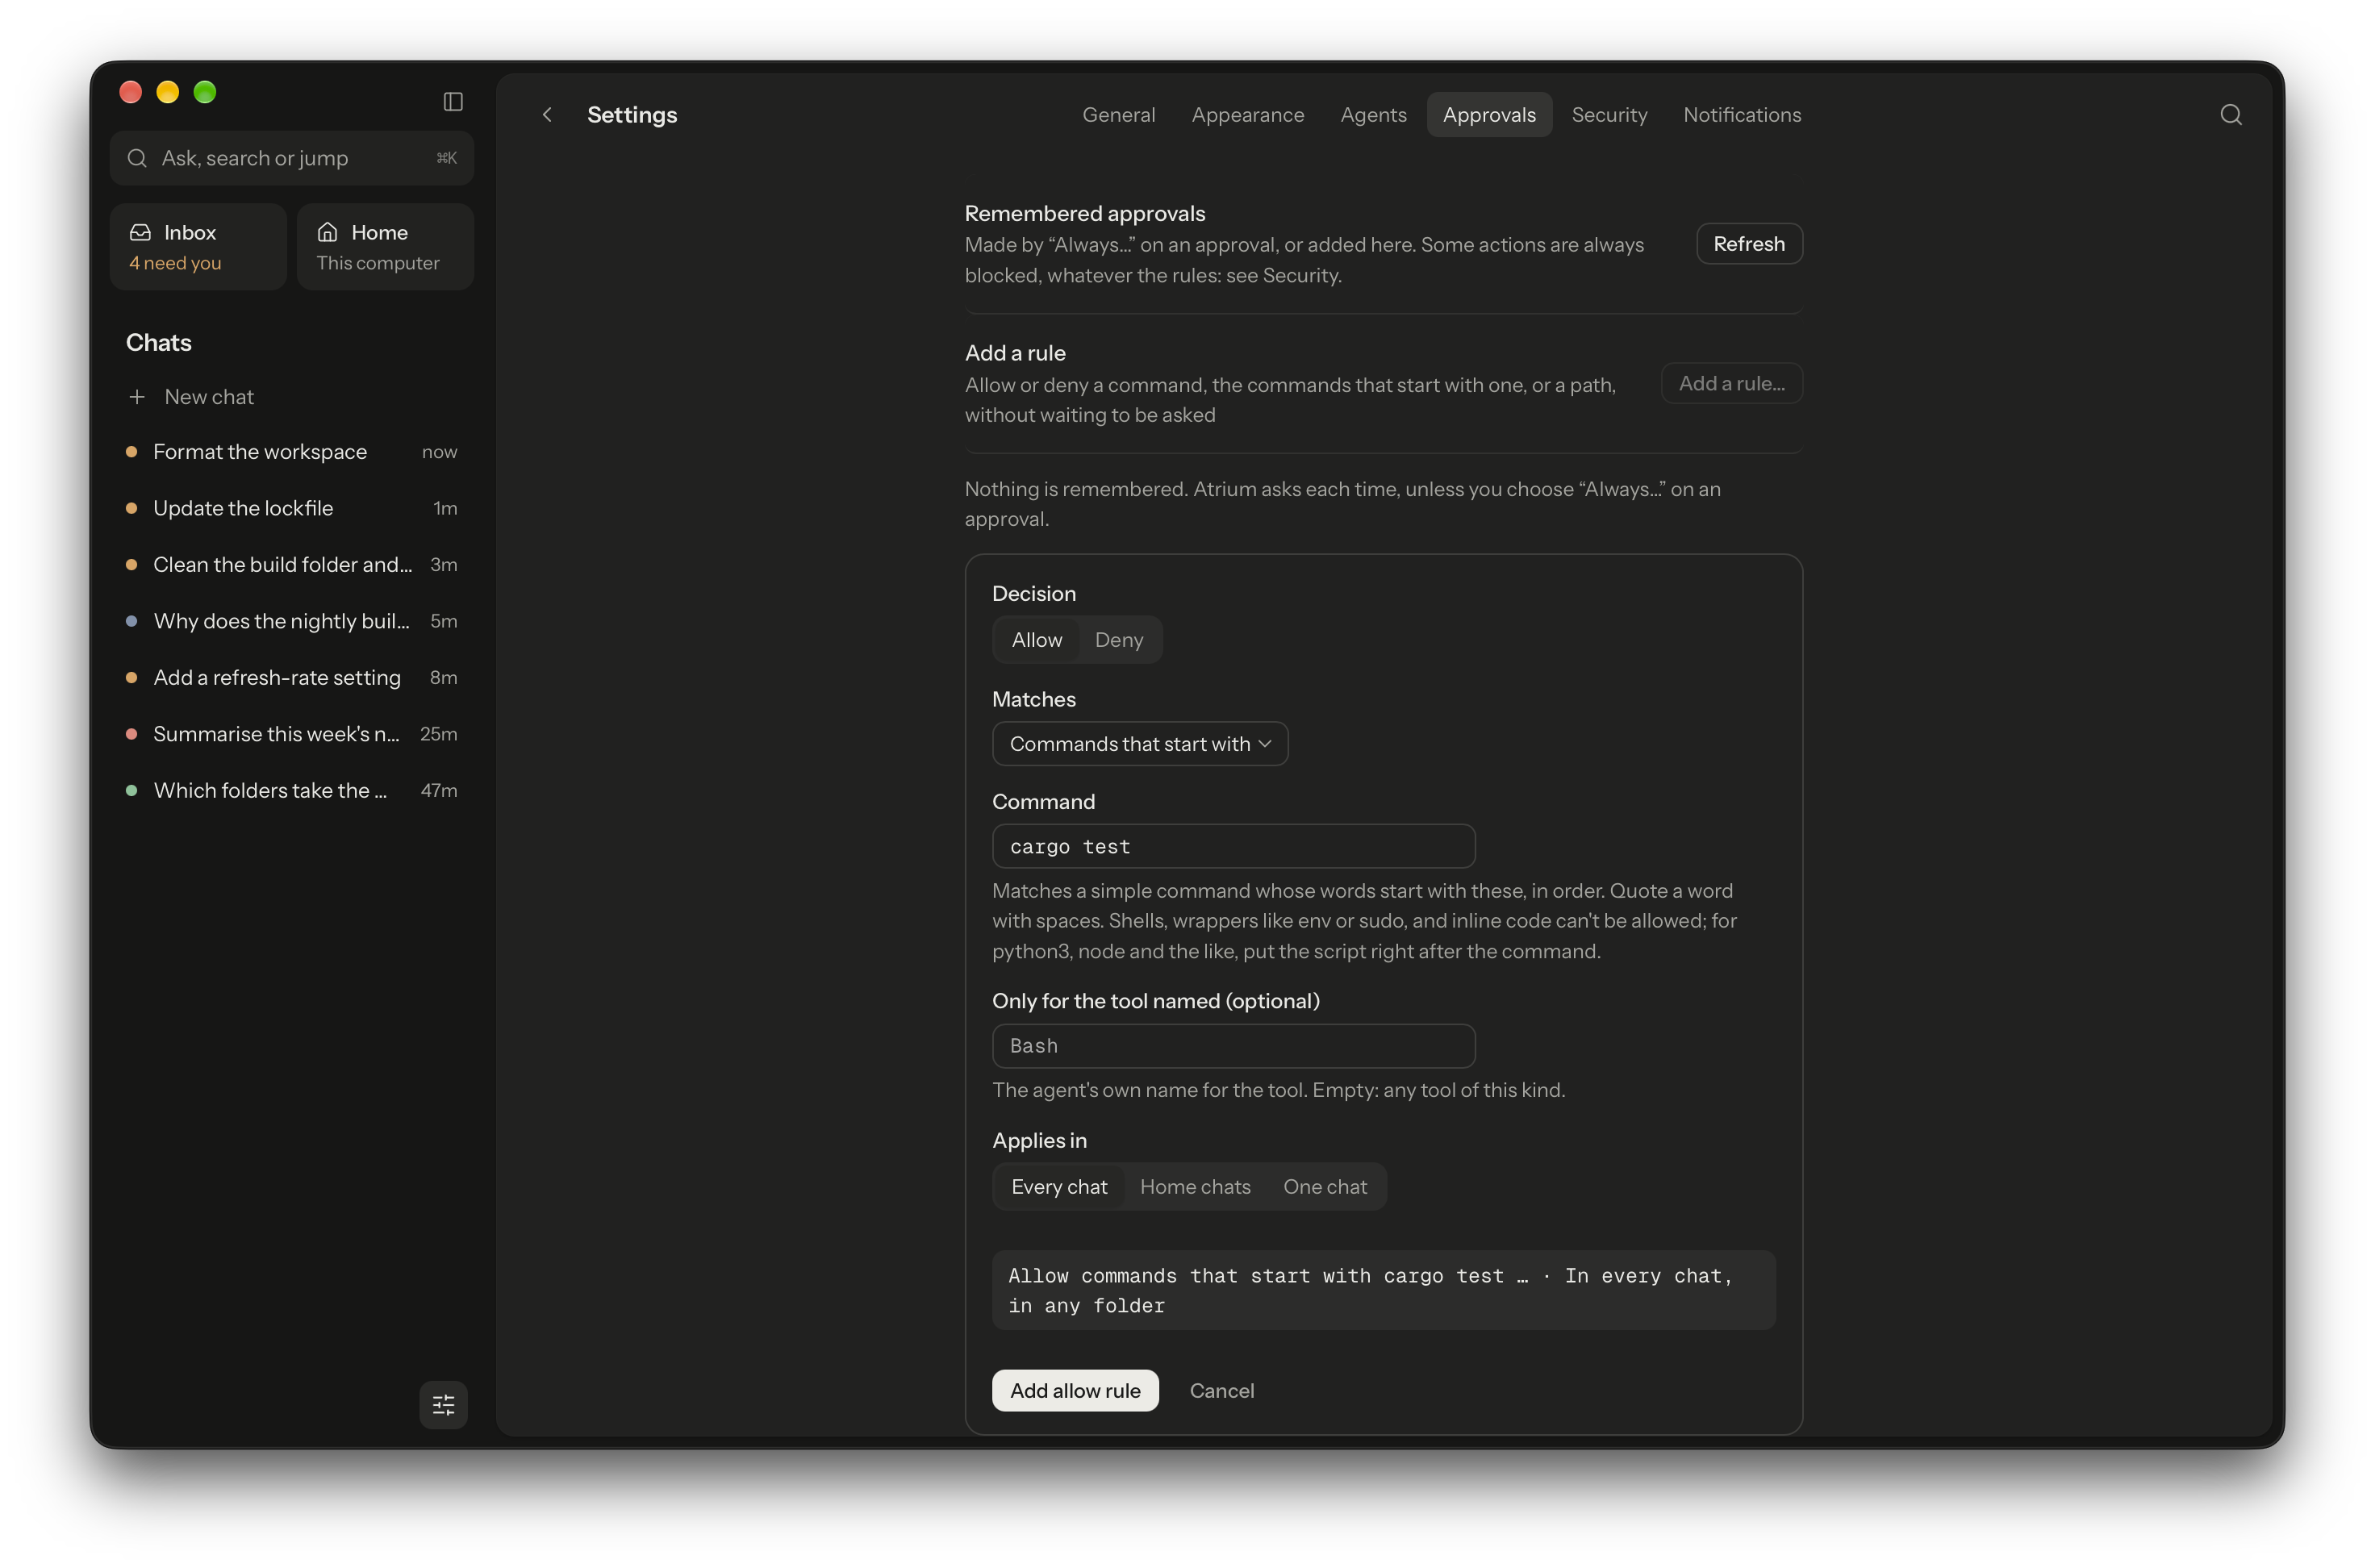 Ask, search or jump ⌘K
Inbox
4 need you
Home
This computer
Chats
New chat
Format the workspace now
Update the lockfile 1m
Clean the build folder and... 3m
Why does the nightly buil... 5m
Add a refresh-rate setting 8m
Summarise this week's n... 25m
Which folders take the ... 47m
Settings
General Appearance Agents Approvals Security Notifications
Remembered approvals
Made by “Always...” on an approval, or added here. Some actions are always
blocked, whatever the rules: see Security.
Refresh
Add a rule
Allow or deny a command, the commands that start with one, or a path,
without waiting to be asked
Add a rule...
Nothing is remembered. Atrium asks each time, unless you choose “Always...” on an
approval.
Decision
Allow Deny
Matches
Commands that start with
Command
cargo test
Matches a simple command whose words start with these, in order. Quote a word
with spaces. Shells, wrappers like env or sudo, and inline code can't be allowed; for
python3, node and the like, put the script right after the command.
Only for the tool named (optional)
Bash
The agent's own name for the tool. Empty: any tool of this kind.
Applies in
Every chat Home chats One chat
Allow commands that start with cargo test … · In every chat,
in any folder
Add allow rule Cancel